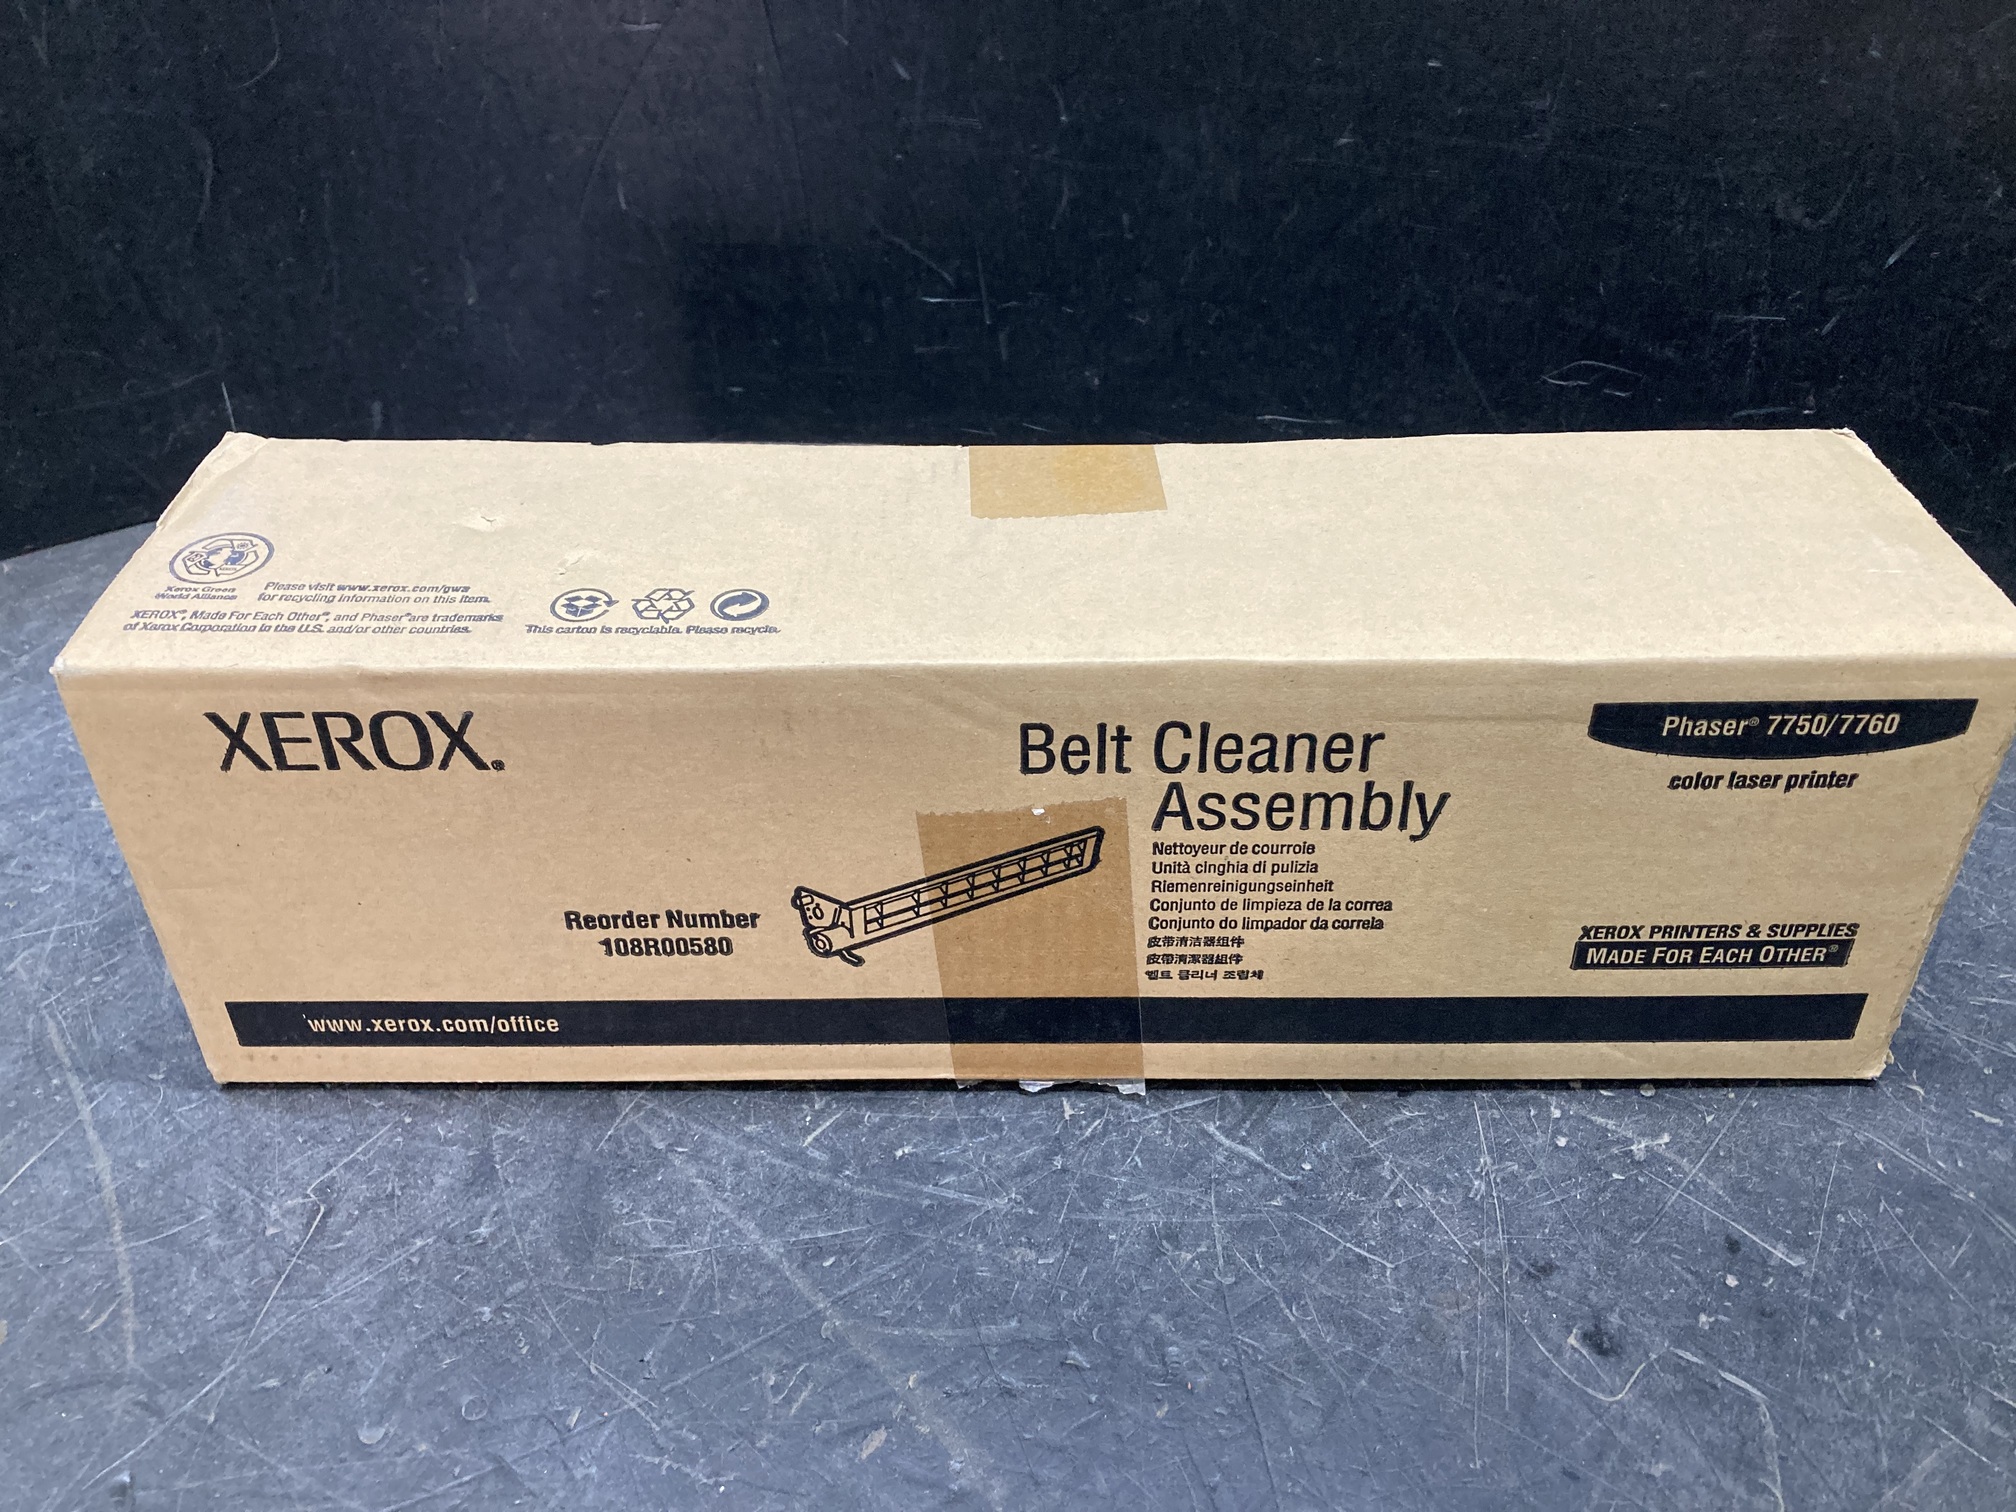 Xerox Green
World Alliance
Please visit www.xerox.com/gwa
for recycling information on this item.
XEROX®, Made For Each Other®, and Phaser®are trademarks
of Xerox Corporation in the U.S. and/or other countries.
This carton is recyclable. Please recycle.
XEROX®
Belt Cleaner
Assembly
Nettoyeur de courroie
Unità cinghia di pulizia
Riemenreinigungseinheit
Conjunto de limpieza de la correa
Conjunto do limpador da correia
皮带清洁器组件
皮帶清潔器組件
벨트 클리너 조립체
Phaser® 7750/7760
color laser printer
Reorder Number
108R00580
XEROX PRINTERS & SUPPLIES
MADE FOR EACH OTHER®
www.xerox.com/office